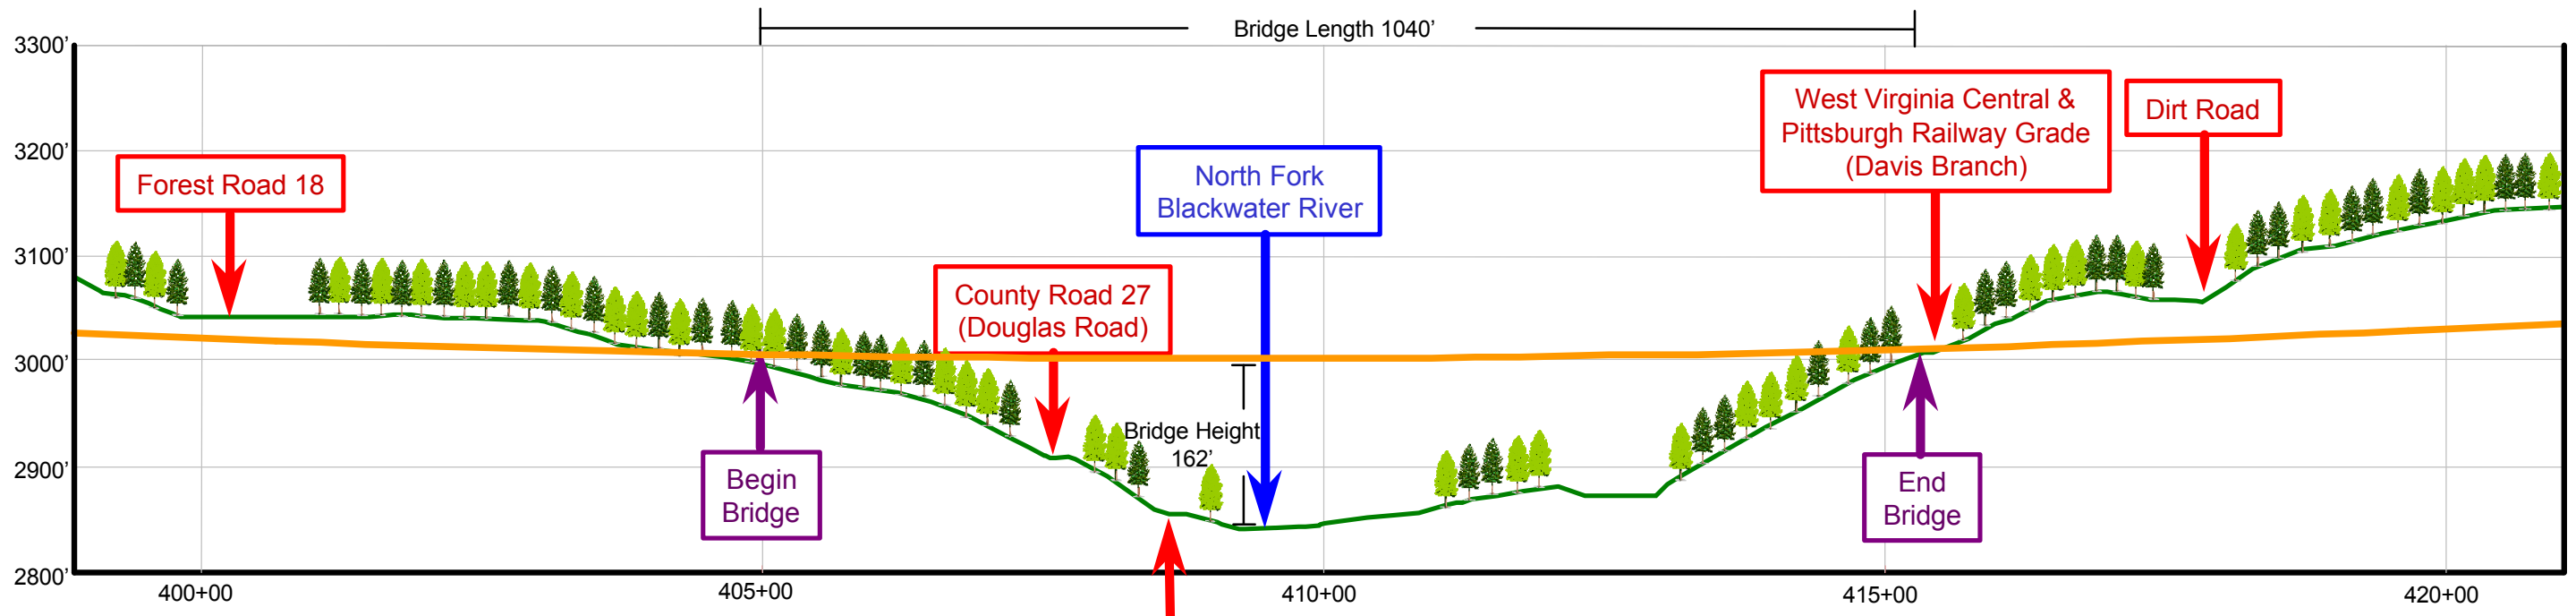 Bridge Length 1040’
3300’
3200’
3100’
3000’
2900’
2800’
Forest Road 18
County Road 27
(Douglas Road)
North Fork
Blackwater River
West Virginia Central &
Pittsburgh Railway Grade
(Davis Branch)
Dirt Road
Bridge Height
162’
Begin
Bridge
End
Bridge
400+00
405+00
410+00
415+00
420+00